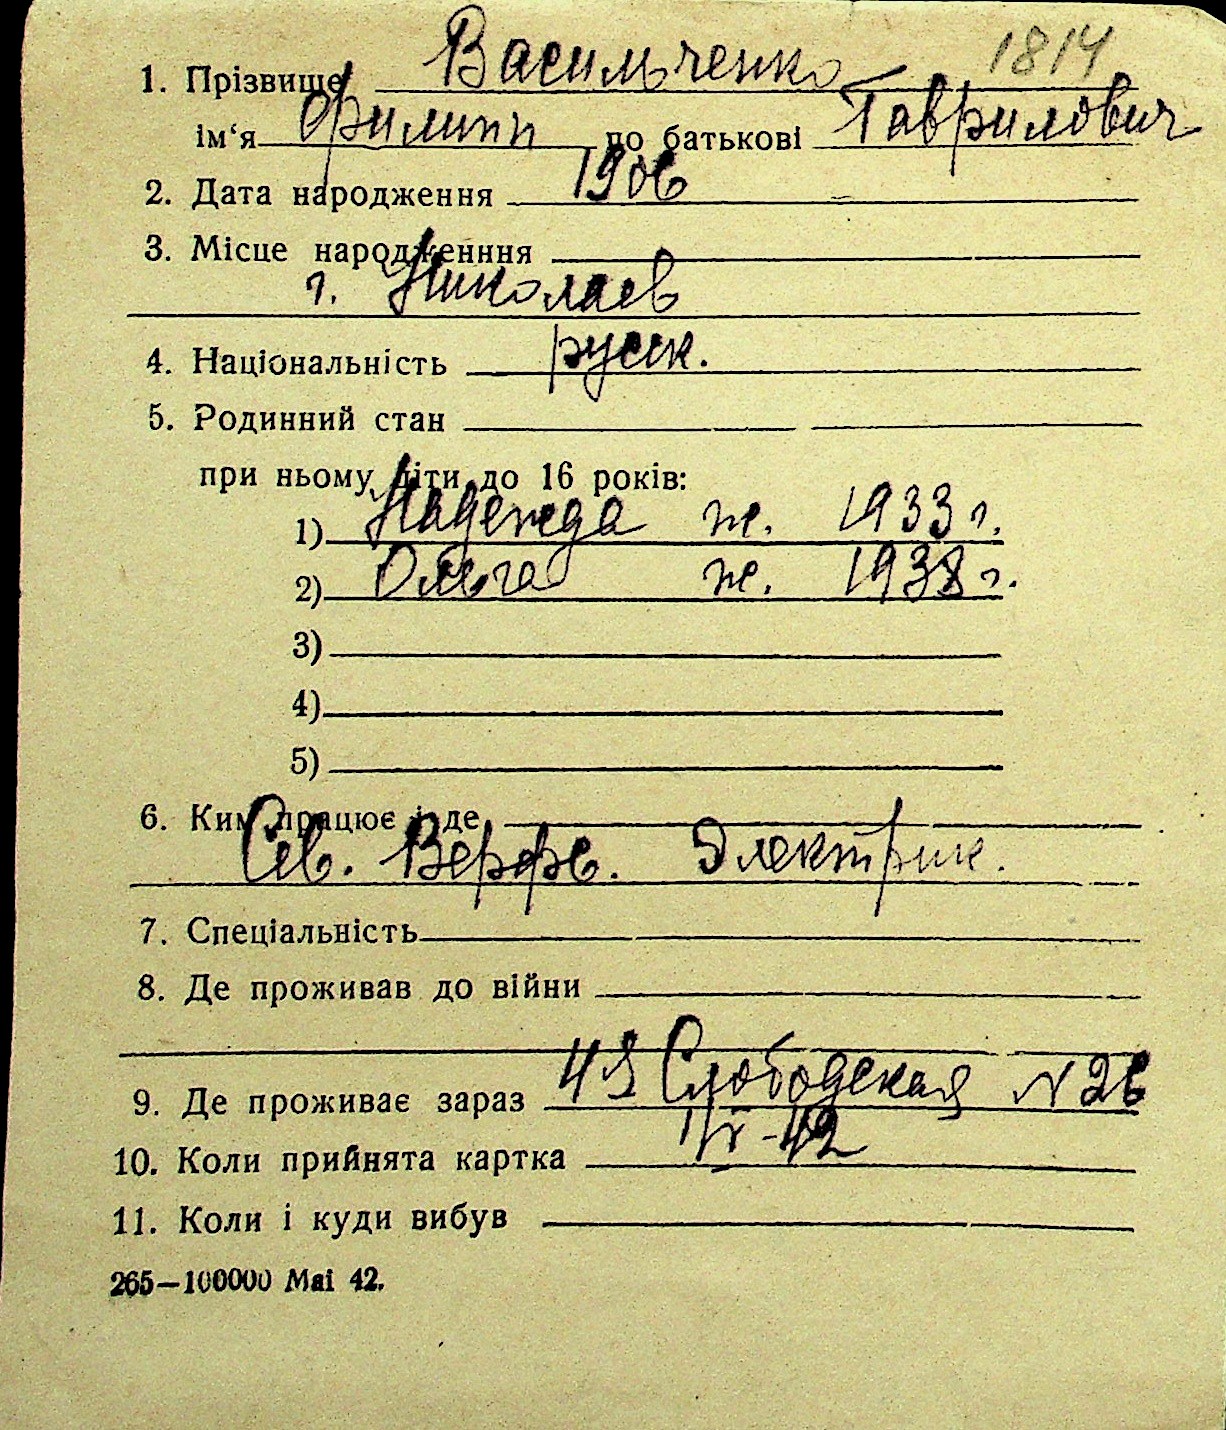 1814
1. Прізвище Васильченко
ім‘я Филипп по батькові Гаврилович
2. Дата народження 1906
3. Місце народженння
г. Николаев
4. Національність русск.
5. Родинний стан
при ньому діти до 16 років:
1) Надежда ж. 1933 г.
2) Ольга ж. 1938 г.
3)
4)
5)
6. Ким працює і де
Сев. Верфь. Электрик.
7. Спеціальність
8. Де проживав до війни
9. Де проживає зараз 4я Слободская № 26
10. Коли прийнята картка
11. Коли і куди вибув
265—100000 Mai 42.